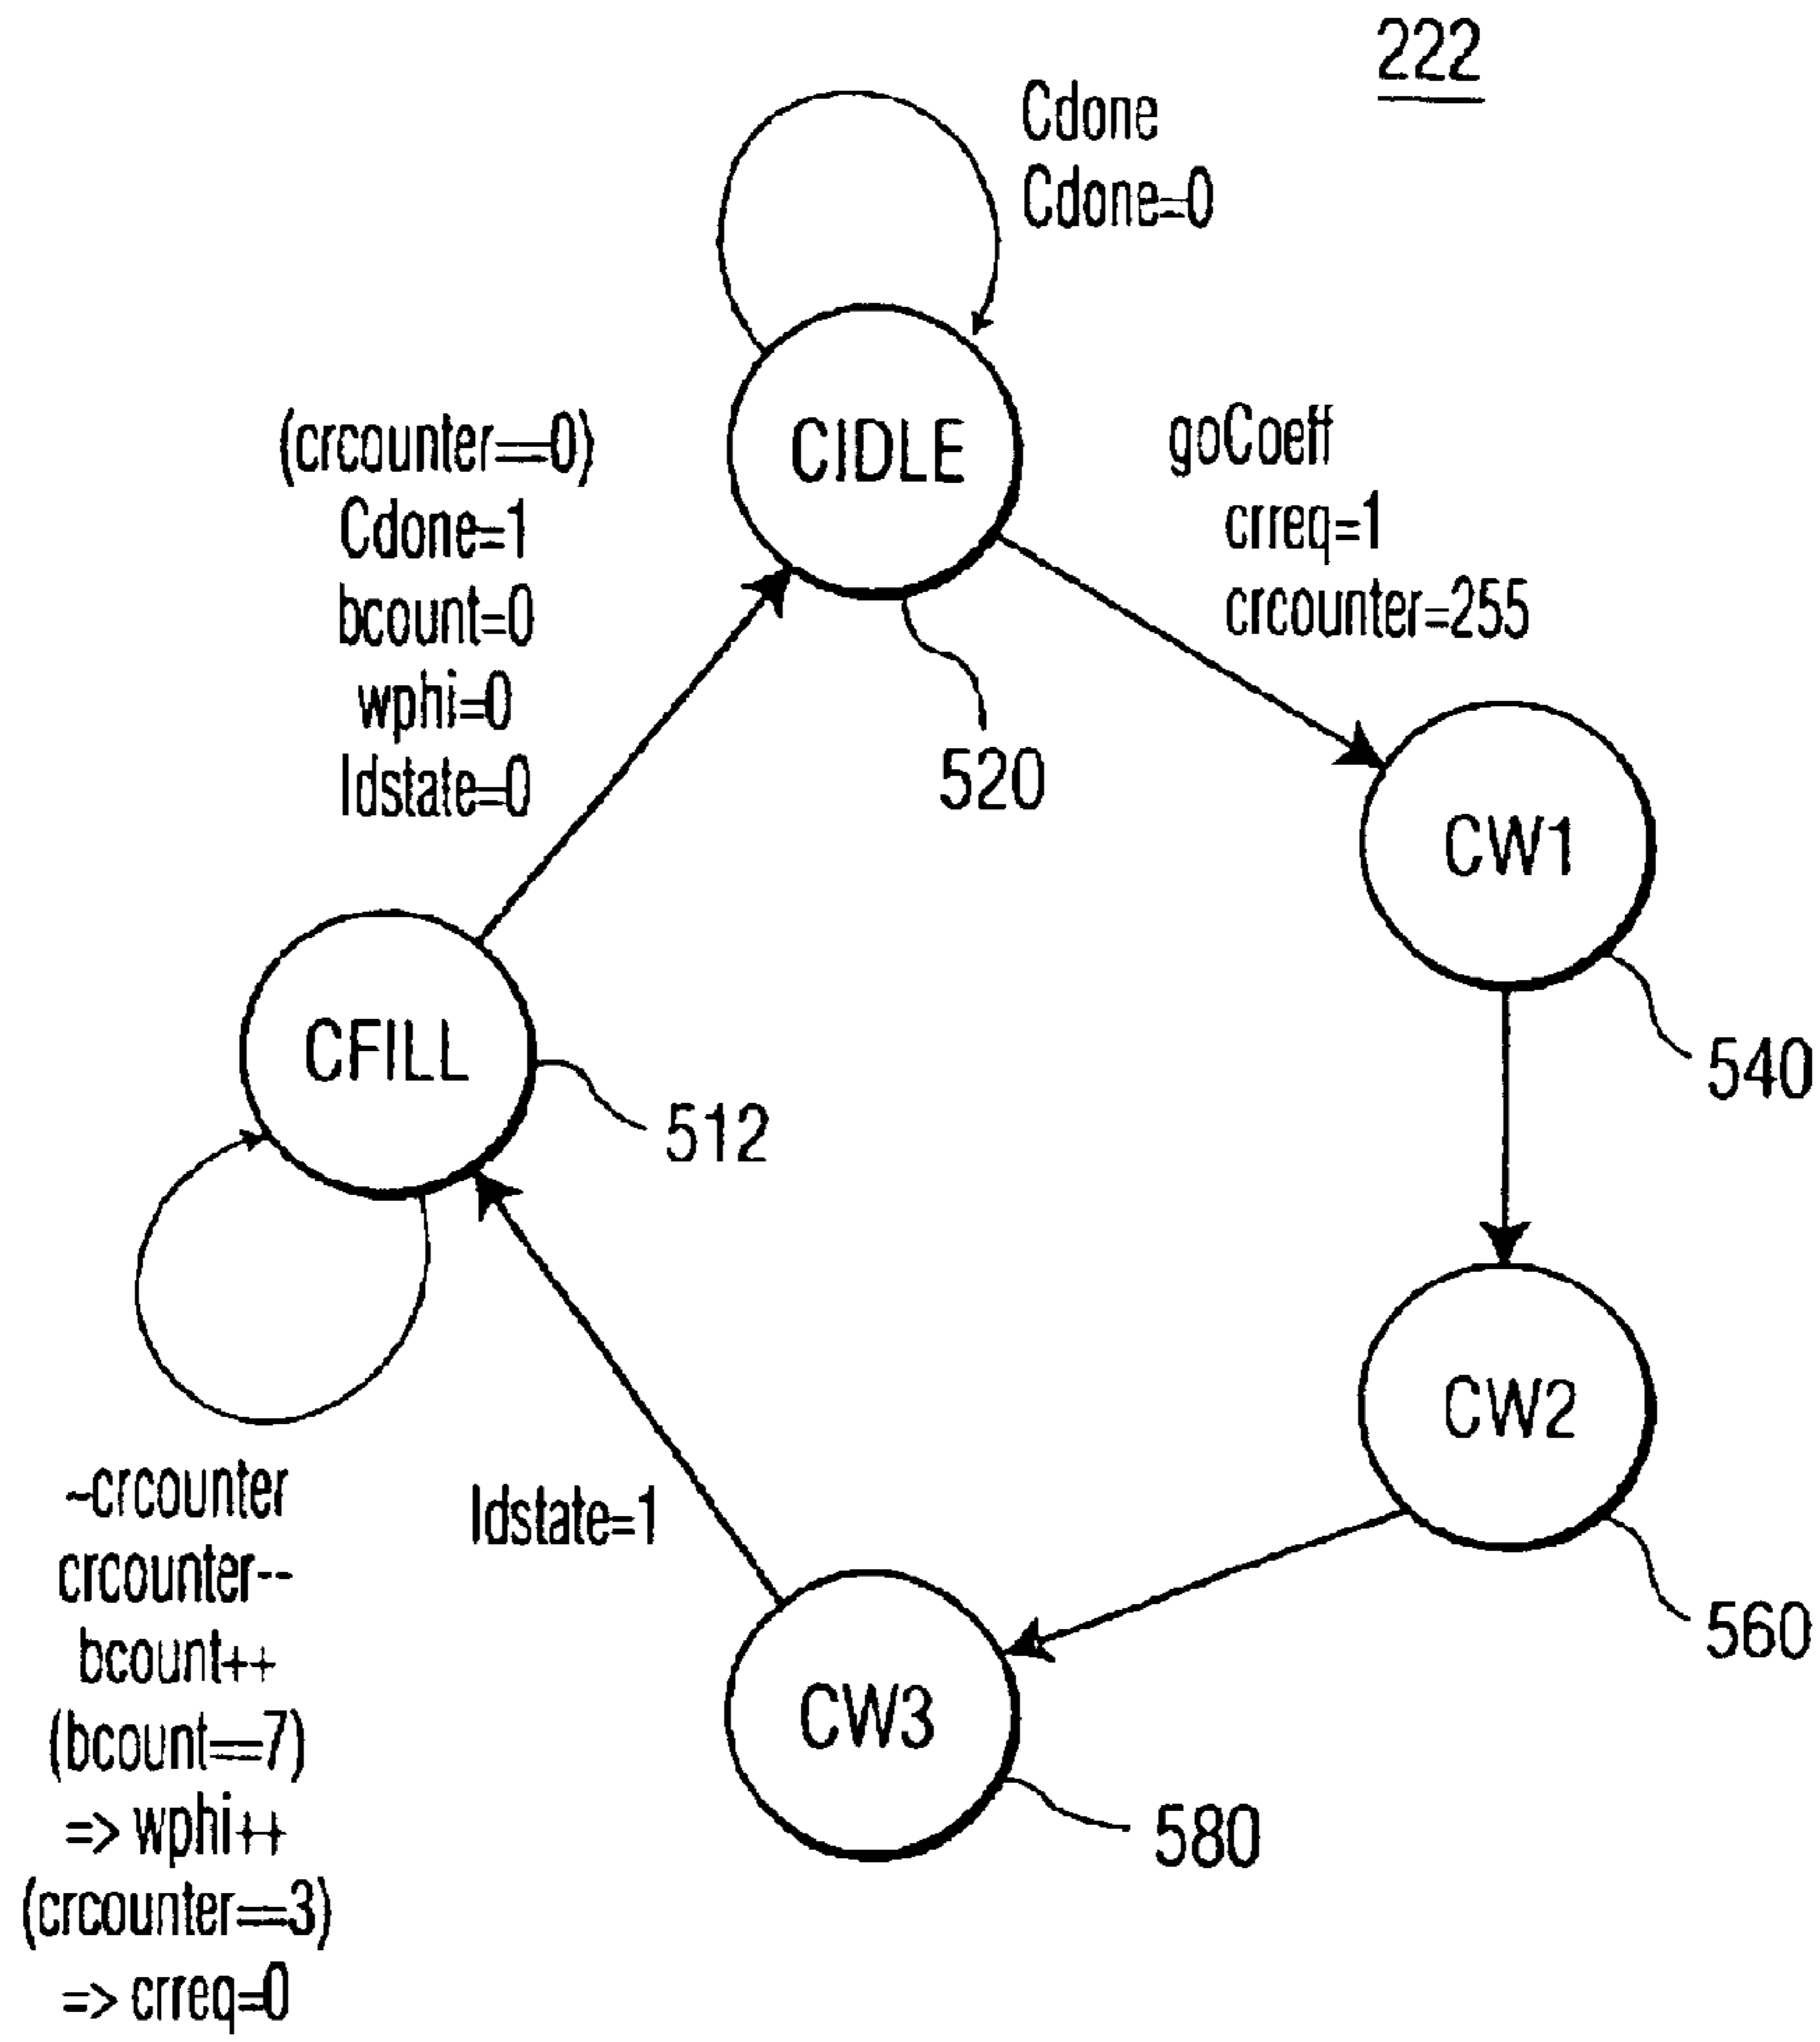 222
Cdone
Cdone=0
CIDLE
(crcounter==0)
Cdone=1
bcount=0
wphi=0
ldstate=0
goCoeff
crreq=1
crcounter=255
520
CW1
540
CFILL
512
CW2
560
ldstate=1
CW3
580
~crcounter
crcounter--
bcount++
(bcount==7)
=> wphi++
(crcounter==3)
=> crreq=0